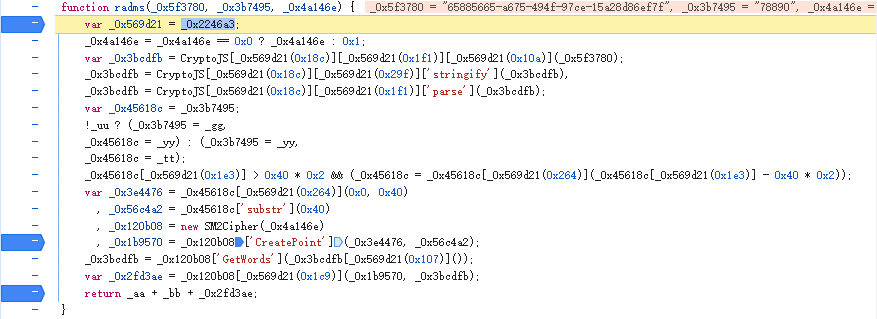 function radms(_0x5f3780, _0x3b7495, _0x4a146e) { _0x5f3780 = "65885665-a675-494f-97ce-15a28d86ef7f", _0x3b7495 = "78890", _0x4a146e =
var _0x569d21 = _0x2246a3;
_0x4a146e = _0x4a146e == 0x0 ? _0x4a146e : 0x1;
var _0x3bcdfb = CryptoJS[_0x569d21(0x18c)][_0x569d21(0x1f1)][_0x569d21(0x10a)](_0x5f3780);
_0x3bcdfb = CryptoJS[_0x569d21(0x18c)][_0x569d21(0x29f)]['stringify'](_0x3bcdfb),
_0x3bcdfb = CryptoJS[_0x569d21(0x18c)][_0x569d21(0x1f1)]['parse'](_0x3bcdfb);
var _0x45618c = _0x3b7495;
!_uu ? (_0x3b7495 = _gg,
_0x45618c = _yy) : (_0x3b7495 = _yy,
_0x45618c = _tt);
_0x45618c[_0x569d21(0x1e3)] > 0x40 * 0x2 && (_0x45618c = _0x45618c[_0x569d21(0x264)](_0x45618c[_0x569d21(0x1e3)] - 0x40 * 0x2));
var _0x3e4476 = _0x45618c[_0x569d21(0x264)](0x0, 0x40)
, _0x56c4a2 = _0x45618c['substr'](0x40)
, _0x120b08 = new SM2Cipher(_0x4a146e)
, _0x1b9570 = _0x120b08['CreatePoint'](_0x3e4476, _0x56c4a2);
_0x3bcdfb = _0x120b08['GetWords'](_0x3bcdfb[_0x569d21(0x107)]());
var _0x2fd3ae = _0x120b08[_0x569d21(0x1c9)](_0x1b9570, _0x3bcdfb);
return _aa + _bb + _0x2fd3ae;
}